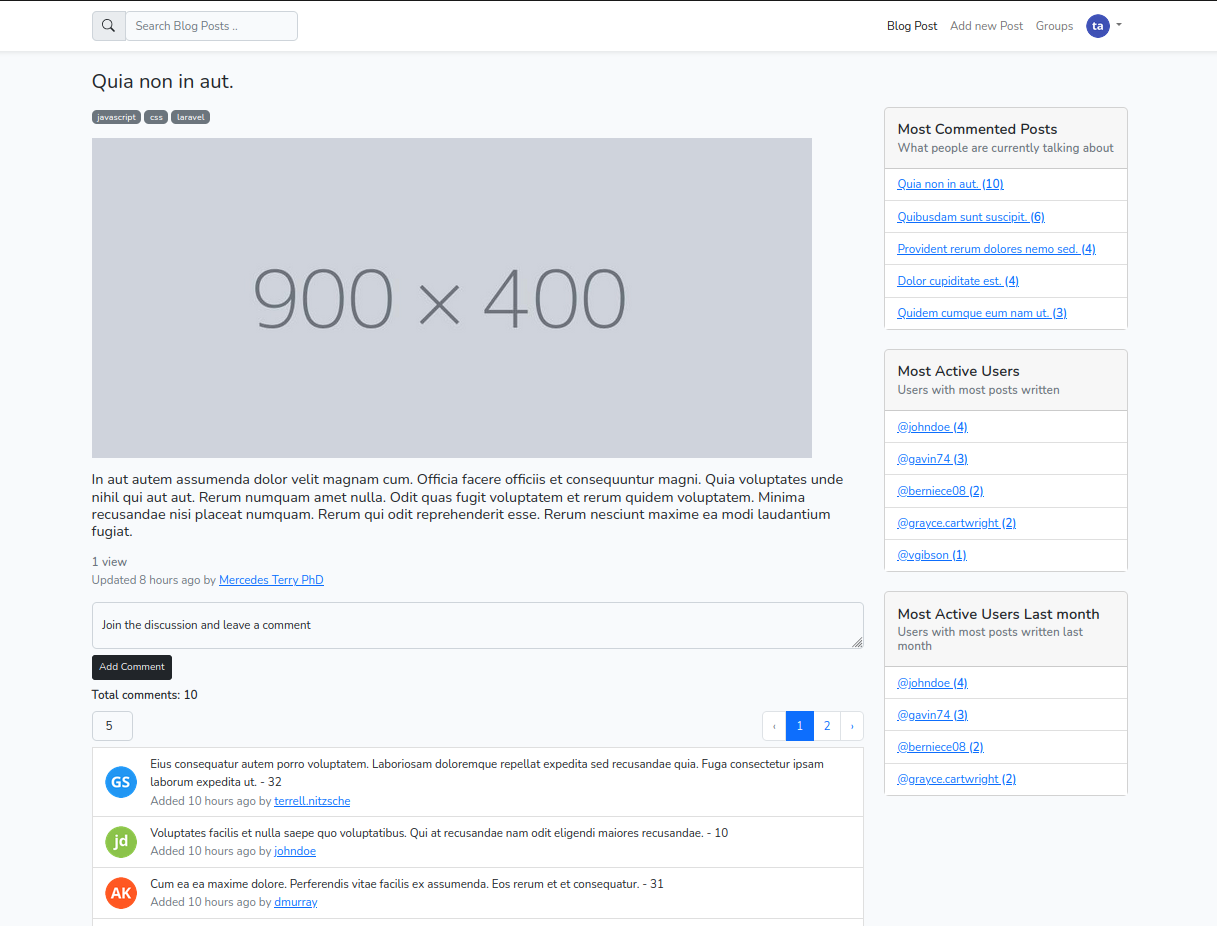 Search Blog Posts ..
Blog Post
Add new Post
Groups
ta
Quia non in aut.
javascript css laravel
900 × 400
In aut autem assumenda dolor velit magnam cum. Officia facere officiis et consequuntur magni. Quia voluptates unde
nihil qui aut aut. Rerum numquam amet nulla. Odit quas fugit voluptatem et rerum quidem voluptatem. Minima
recusandae nisi placeat numquam. Rerum qui odit reprehenderit esse. Rerum nesciunt maxime ea modi laudantium
fugiat.
1 view
Updated 8 hours ago by Mercedes Terry PhD
Join the discussion and leave a comment
Add Comment
Total comments: 10
5
‹ 1 2 ›
GS
Eius consequatur autem porro voluptatem. Laboriosam doloremque repellat expedita sed recusandae quia. Fuga consectetur ipsam
laborum expedita ut. - 32
Added 10 hours ago by terrell.nitzsche
jd
Voluptates facilis et nulla saepe quo voluptatibus. Qui at recusandae nam odit eligendi maiores recusandae. - 10
Added 10 hours ago by johndoe
AK
Cum ea ea maxime dolore. Perferendis vitae facilis ex assumenda. Eos rerum et et consequatur. - 31
Added 10 hours ago by dmurray
Most Commented Posts
What people are currently talking about
Quia non in aut. (10)
Quibusdam sunt suscipit. (6)
Provident rerum dolores nemo sed. (4)
Dolor cupiditate est. (4)
Quidem cumque eum nam ut. (3)
Most Active Users
Users with most posts written
@johndoe (4)
@gavin74 (3)
@berniece08 (2)
@grayce.cartwright (2)
@vgibson (1)
Most Active Users Last month
Users with most posts written last
month
@johndoe (4)
@gavin74 (3)
@berniece08 (2)
@grayce.cartwright (2)